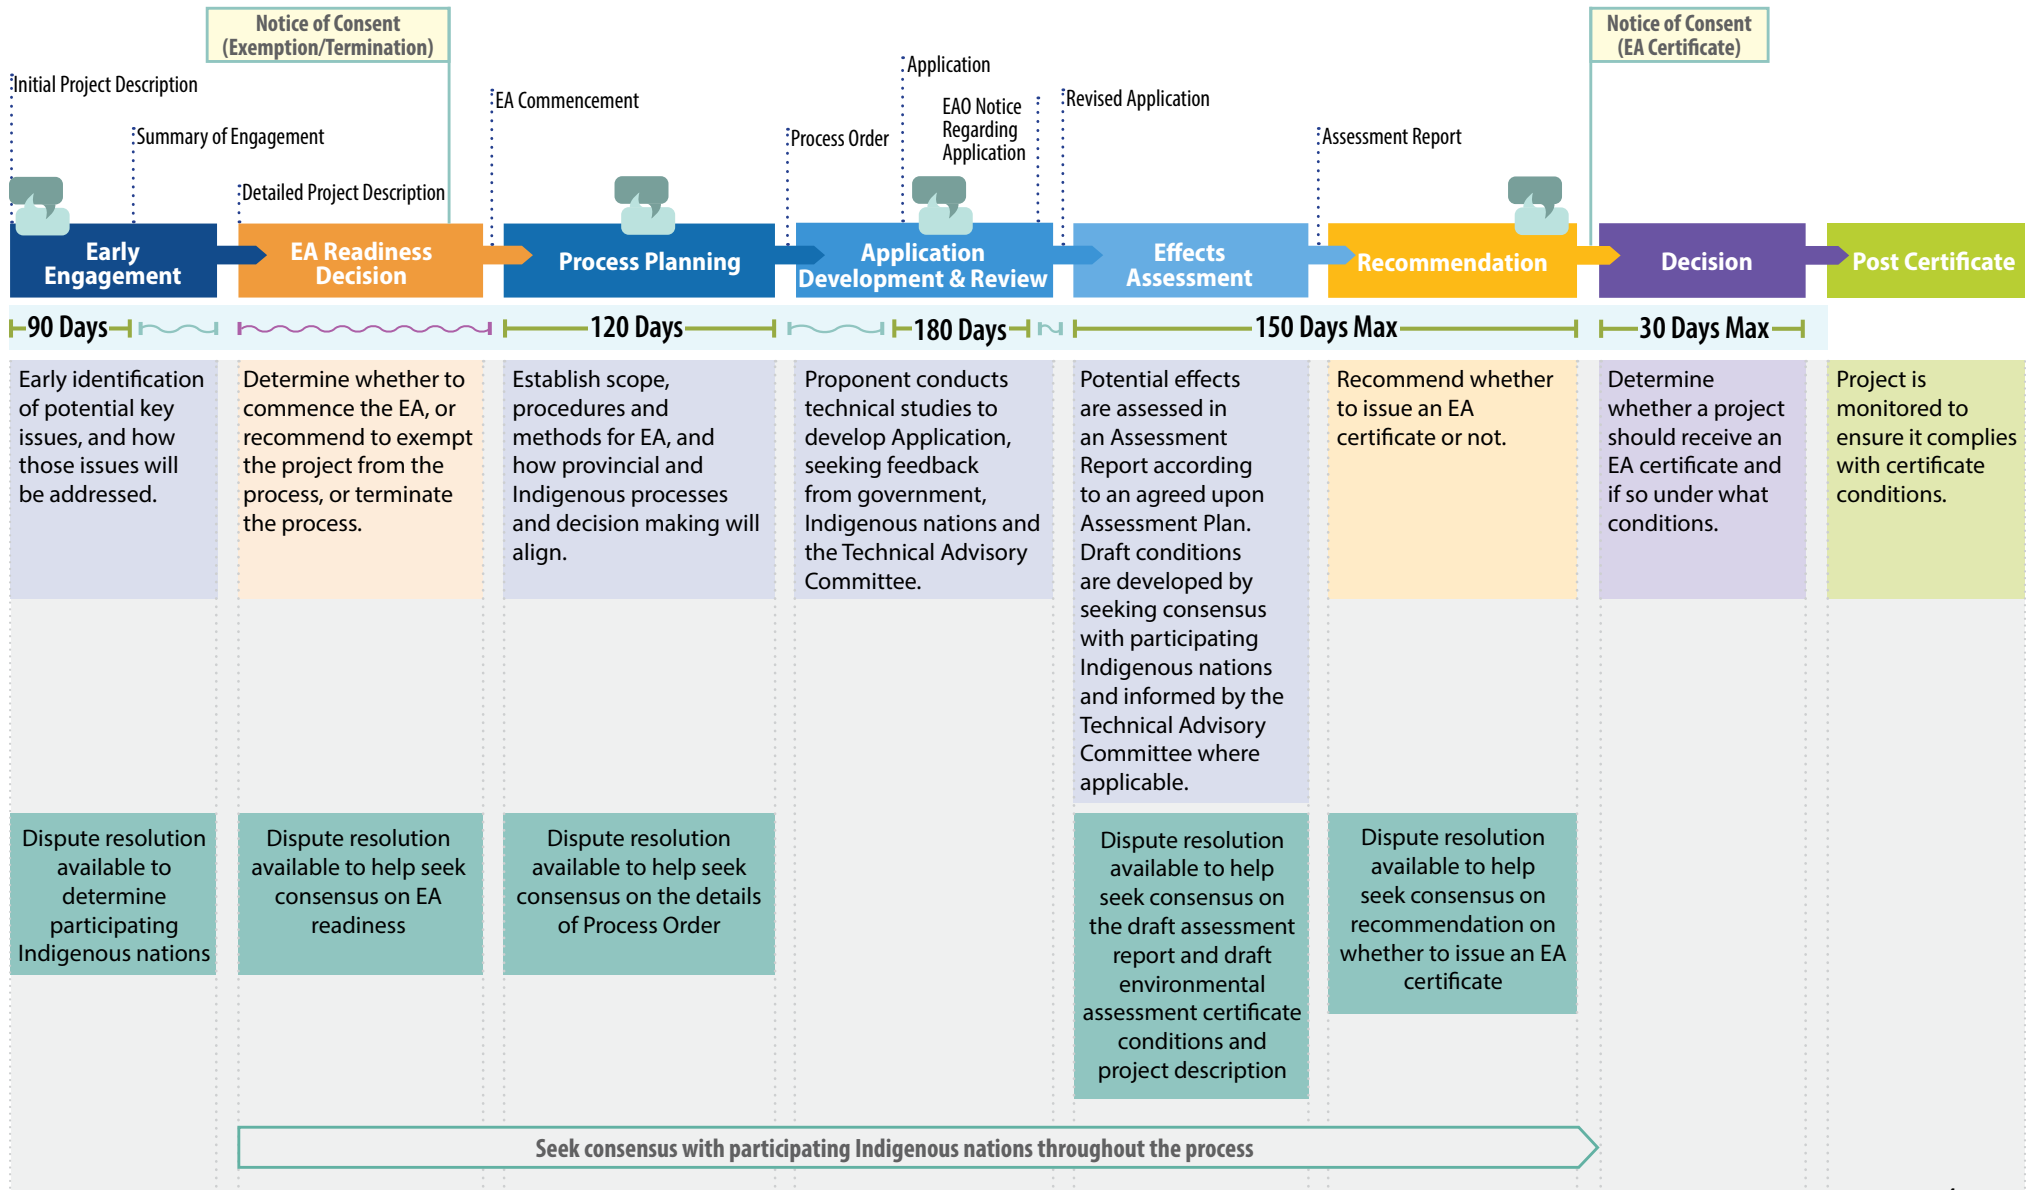 Notice of Consent
(Exemption/Termination)
Notice of Consent
(EA Certificate)
Initial Project Description
Summary of Engagement
Detailed Project Description
EA Commencement
Process Order
Application
EAO Notice
Regarding
Application
Revised Application
Assessment Report
Early
Engagement
EA Readiness
Decision
Process Planning
Application
Development & Review
Effects
Assessment
Recommendation
Decision
Post Certificate
90 Days
120 Days
180 Days
150 Days Max
30 Days Max
Early identification
of potential key
issues, and how
those issues will
be addressed.
Determine whether to
commence the EA, or
recommend to exempt
the project from the
process, or terminate
the process.
Establish scope,
procedures and
methods for EA, and
how provincial and
Indigenous processes
and decision making will
align.
Proponent conducts
technical studies to
develop Application,
seeking feedback
from government,
Indigenous nations and
the Technical Advisory
Committee.
Potential effects
are assessed in
an Assessment
Report according
to an agreed upon
Assessment Plan.
Draft conditions
are developed by
seeking consensus
with participating
Indigenous nations
and informed by the
Technical Advisory
Committee where
applicable.
Recommend whether
to issue an EA
certificate or not.
Determine
whether a project
should receive an
EA certificate and
if so under what
conditions.
Project is
monitored to
ensure it complies
with certificate
conditions.
Dispute resolution
available to
determine
participating
Indigenous nations
Dispute resolution
available to help seek
consensus on EA
readiness
Dispute resolution
available to help seek
consensus on the details
of Process Order
Dispute resolution
available to help
seek consensus on
the draft assessment
report and draft
environmental
assessment certificate
conditions and
project description
Dispute resolution
available to help
seek consensus on
recommendation on
whether to issue an EA
certificate
Seek consensus with participating Indigenous nations throughout the process